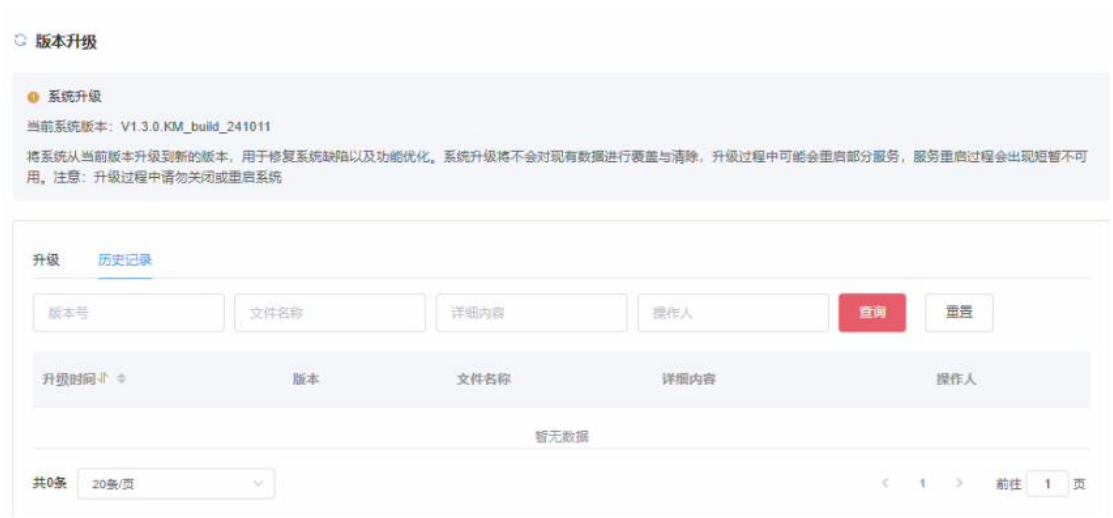 版本升级
系统升级
当前系统版本：V1.3.0.KM_build_241011
将系统从当前版本升级到新的版本，用于修复系统缺陷以及功能优化。系统升级将不会对现有数据进行覆盖与清除，升级过程中可能会重启部分服务，服务重启过程会出现短暂不可
用。注意：升级过程中请勿关闭或重启系统
升级 历史记录
版本号 文件名称 详细内容 操作人 查询 重置
升级时间 版本 文件名称 详细内容 操作人
暂无数据
共0条 20条/页 1 前往 1 页